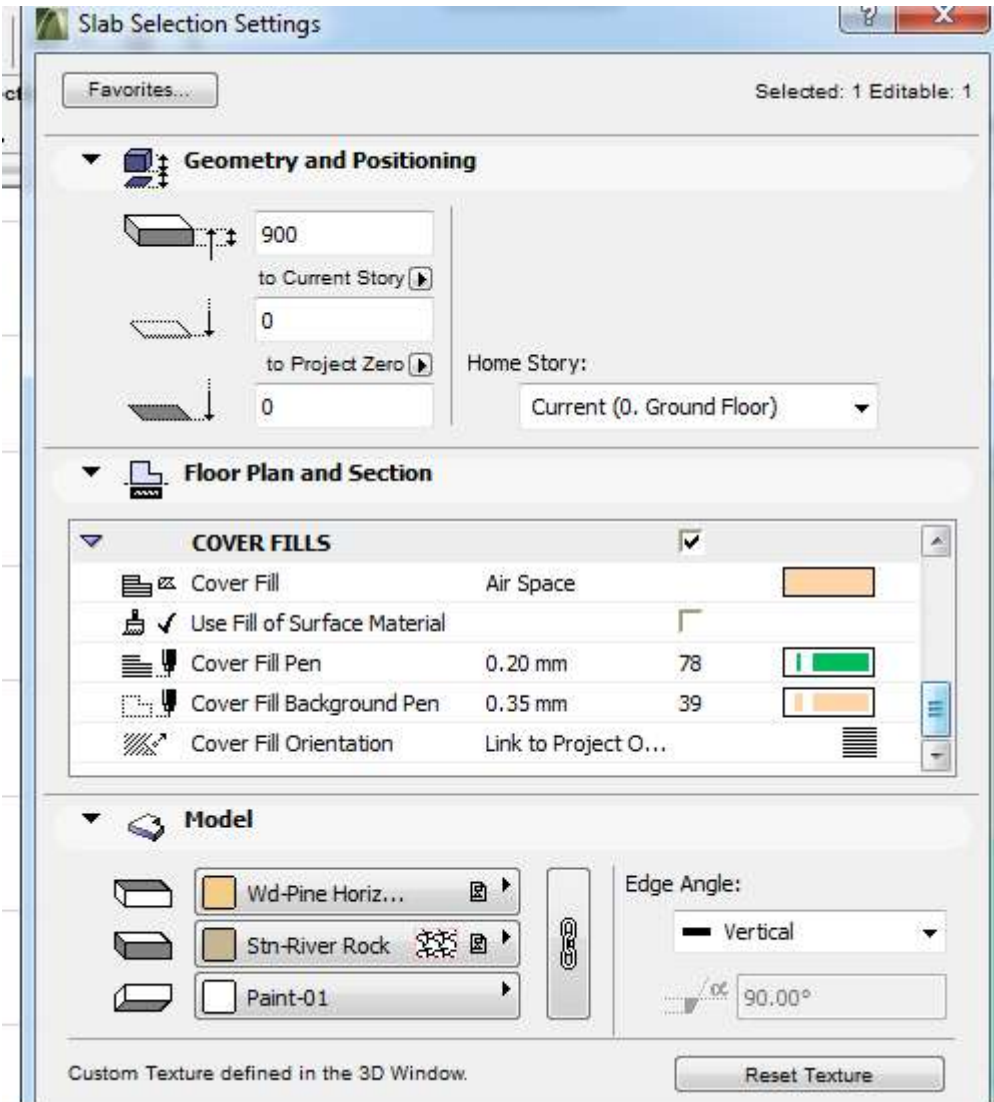 Slab Selection Settings
Favorites...
Selected: 1 Editable: 1
Geometry and Positioning
900
to Current Story
0
to Project Zero
Home Story:
0
Current (0. Ground Floor)
Floor Plan and Section
COVER FILLS
Cover Fill Air Space
Use Fill of Surface Material
Cover Fill Pen 0.20 mm 78
Cover Fill Background Pen 0.35 mm 39
Cover Fill Orientation Link to Project O...
Model
Edge Angle:
Wd-Pine Horiz...
Stn-River Rock
Vertical
Paint-01
α 90.00°
Custom Texture defined in the 3D Window.
Reset Texture